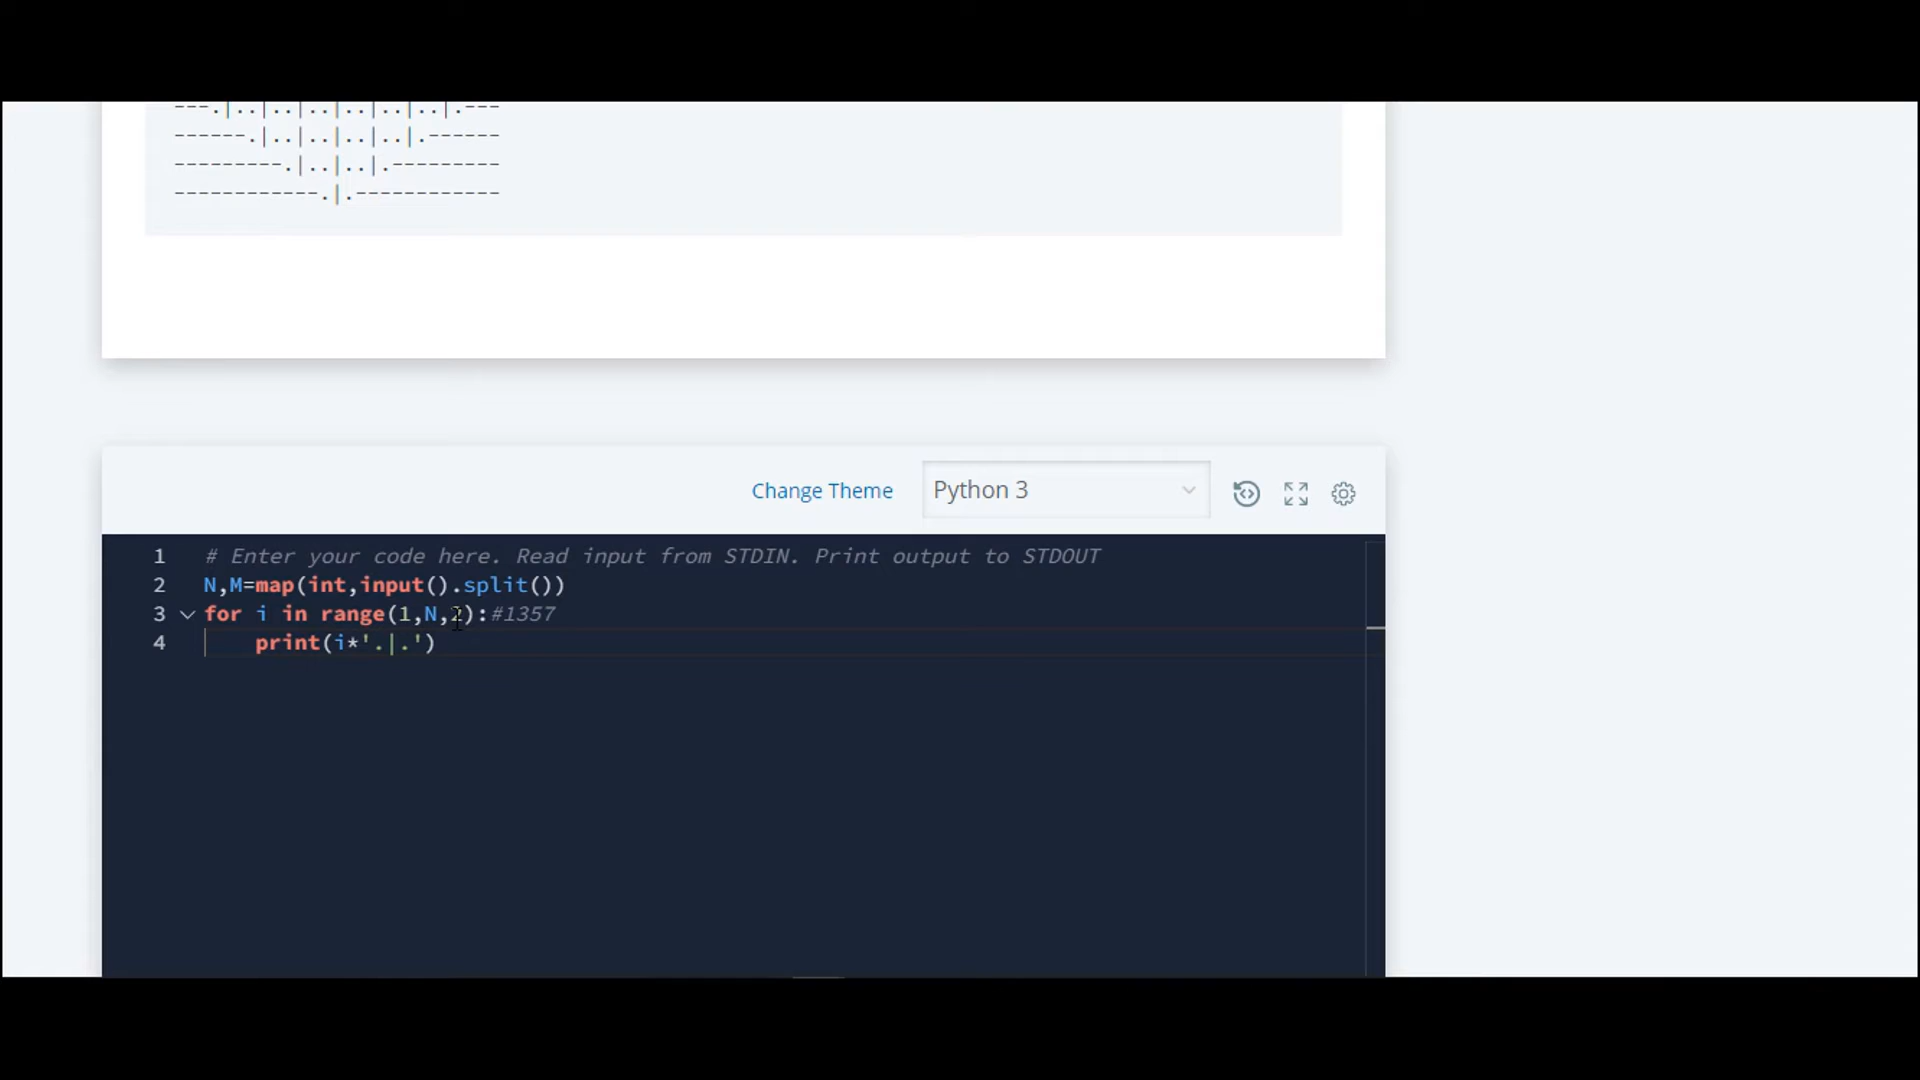 ---.|..|..|..|..|..|..|.---
------.|..|..|..|..|.------
---------.|..|..|.---------
------------.|.------------
Change Theme
Python 3
1 # Enter your code here. Read input from STDIN. Print output to STDOUT
2 N,M=map(int,input().split())
3 for i in range(1,N,2):#1357
4 print(i*'.|.')